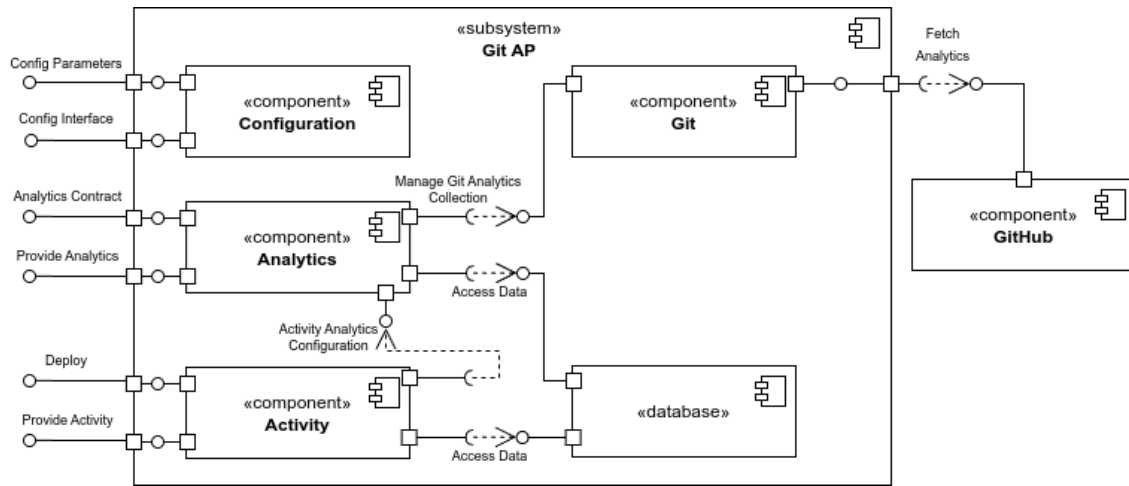 «subsystem»
Git AP
Fetch
Analytics
Config Parameters
Config Interface
«component»
Configuration
«component»
Git
Analytics Contract
Provide Analytics
«component»
Analytics
Manage Git Analytics
Collection
Access Data
«component»
GitHub
Activity Analytics
Configuration
Deploy
Provide Activity
«component»
Activity
Access Data
«database»